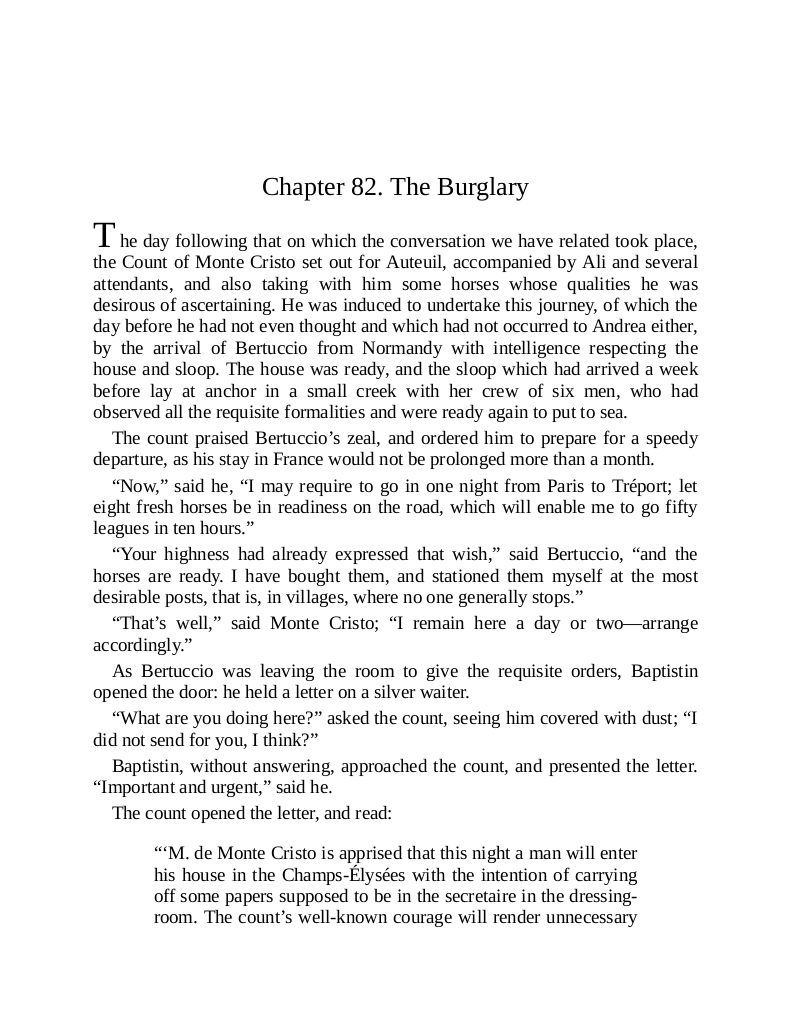 Chapter 82. The Burglary
The day following that on which the conversation we have related took place,
the Count of Monte Cristo set out for Auteuil, accompanied by Ali and several
attendants, and also taking with him some horses whose qualities he was
desirous of ascertaining. He was induced to undertake this journey, of which the
day before he had not even thought and which had not occurred to Andrea either,
by the arrival of Bertuccio from Normandy with intelligence respecting the
house and sloop. The house was ready, and the sloop which had arrived a week
before lay at anchor in a small creek with her crew of six men, who had
observed all the requisite formalities and were ready again to put to sea.
The count praised Bertuccio’s zeal, and ordered him to prepare for a speedy
departure, as his stay in France would not be prolonged more than a month.
“Now,” said he, “I may require to go in one night from Paris to Tréport; let
eight fresh horses be in readiness on the road, which will enable me to go fifty
leagues in ten hours.”
“Your highness had already expressed that wish,” said Bertuccio, “and the
horses are ready. I have bought them, and stationed them myself at the most
desirable posts, that is, in villages, where no one generally stops.”
“That’s well,” said Monte Cristo; “I remain here a day or two—arrange
accordingly.”
As Bertuccio was leaving the room to give the requisite orders, Baptistin
opened the door: he held a letter on a silver waiter.
“What are you doing here?” asked the count, seeing him covered with dust; “I
did not send for you, I think?”
Baptistin, without answering, approached the count, and presented the letter.
“Important and urgent,” said he.
The count opened the letter, and read:
“‘M. de Monte Cristo is apprised that this night a man will enter
his house in the Champs-Élysées with the intention of carrying
off some papers supposed to be in the secretaire in the dressing-
room. The count’s well-known courage will render unnecessary